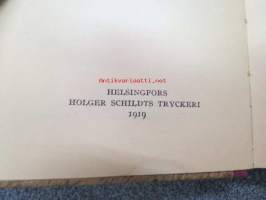 Antikvariaatti.net
HELSINGFORS
HOLGER SCHILDTS TRYCKERI
1919